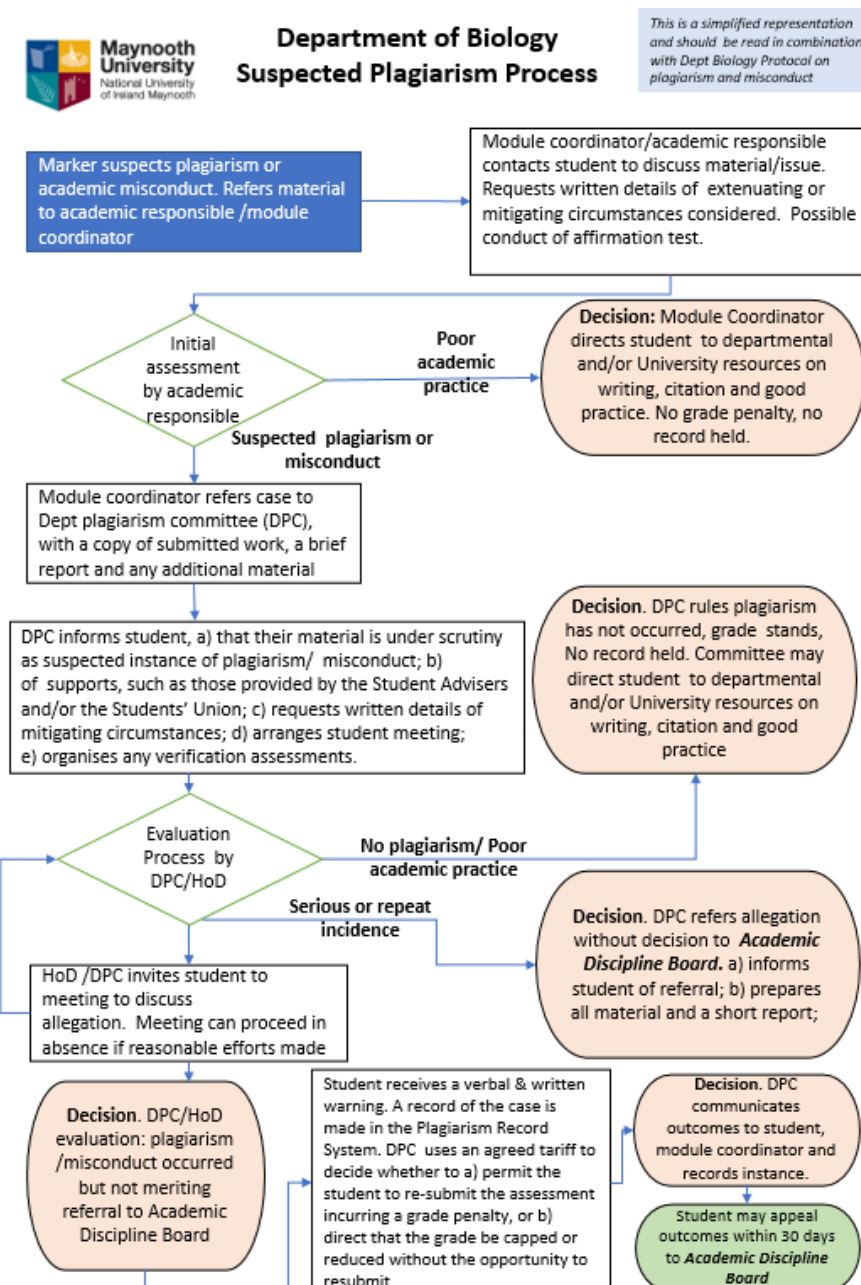 Maynooth
University
National University
of Ireland Maynooth
Department of Biology
Suspected Plagiarism Process
This is a simplified representation
and should be read in combination
with Dept Biology Protocol on
plagiarism and misconduct
Marker suspects plagiarism or
academic misconduct. Refers material
to academic responsible /module
coordinator
Module coordinator/academic responsible
contacts student to discuss material/issue.
Requests written details of extenuating or
mitigating circumstances considered. Possible
conduct of affirmation test.
Initial
assessment
by academic
responsible
Poor
academic
practice
Decision: Module Coordinator
directs student to departmental
and/or University resources on
writing, citation and good
practice. No grade penalty, no
record held.
Suspected plagiarism or
misconduct
Module coordinator refers case to
Dept plagiarism committee (DPC),
with a copy of submitted work, a brief
report and any additional material
DPC informs student, a) that their material is under scrutiny
as suspected instance of plagiarism/ misconduct; b)
of supports, such as those provided by the Student Advisers
and/or the Students' Union; c) requests written details of
mitigating circumstances; d) arranges student meeting;
e) organises any verification assessments.
Decision. DPC rules plagiarism
has not occurred, grade stands,
No record held. Committee may
direct student to departmental
and/or University resources on
writing, citation and good
practice
Evaluation
Process by
DPC/HoD
No plagiarism/ Poor
academic practice
Serious or repeat
incidence
Decision. DPC refers allegation
without decision to Academic
Discipline Board. a) informs
student of referral; b) prepares
all material and a short report;
HoD /DPC invites student to
meeting to discuss
allegation. Meeting can proceed in
absence if reasonable efforts made
Decision. DPC/HoD
evaluation: plagiarism
/misconduct occurred
but not meriting
referral to Academic
Discipline Board
Student receives a verbal & written
warning. A record of the case is
made in the Plagiarism Record
System. DPC uses an agreed tariff to
decide whether to a) permit the
student to re-submit the assessment
incurring a grade penalty, or b)
direct that the grade be capped or
reduced without the opportunity to
resubmit
Decision. DPC
communicates
outcomes to student,
module coordinator and
records instance.
Student may appeal
outcomes within 30 days
to Academic Discipline
Board